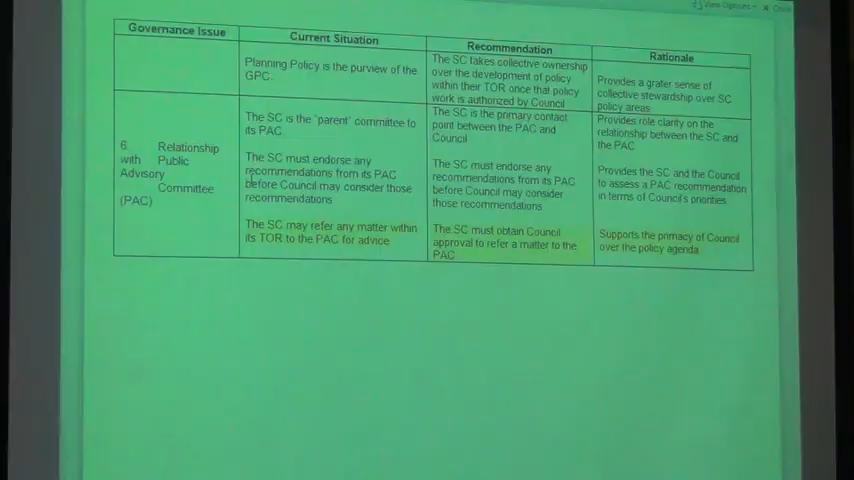 View Options
Close
Governance Issue
Current Situation
Recommendation
Rationale
Planning Policy is the purview of the
GPC.
The SC takes collective ownership
over the development of policy
within their TOR once that policy
work is authorized by Council
Provides a grater sense of
collective stewardship over SC
policy areas
6. Relationship
with Public
Advisory
Committee
(PAC)
The SC is the "parent" committee to
its PAC.
The SC is the primary contact
point between the PAC and
Council
Provides role clarity on the
relationship between the SC and
the PAC
The SC must endorse any
recommendations from its PAC
before Council may consider those
recommendations
The SC must endorse any
recommendations from its PAC
before Council may consider
those recommendations
Provides the SC and the Council
to assess a PAC recommendation
in terms of Council's priorities
The SC may refer any matter within
its TOR to the PAC for advice
The SC must obtain Council
approval to refer a matter to the
PAC
Supports the primacy of Council
over the policy agenda